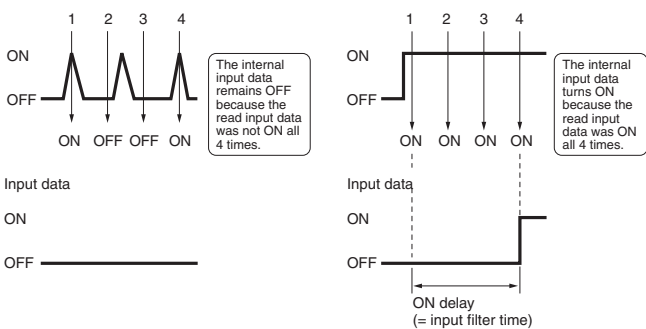 1 2 3 4
ON
OFF
ON OFF OFF ON
The internal
input data
remains OFF
because the
read input data
was not ON all
4 times.
Input data
ON
OFF
1 2 3 4
ON
OFF
ON ON ON ON
The internal
input data
turns ON
because the
read input
data was ON
all 4 times.
Input data
ON
OFF
ON delay
(= input filter time)